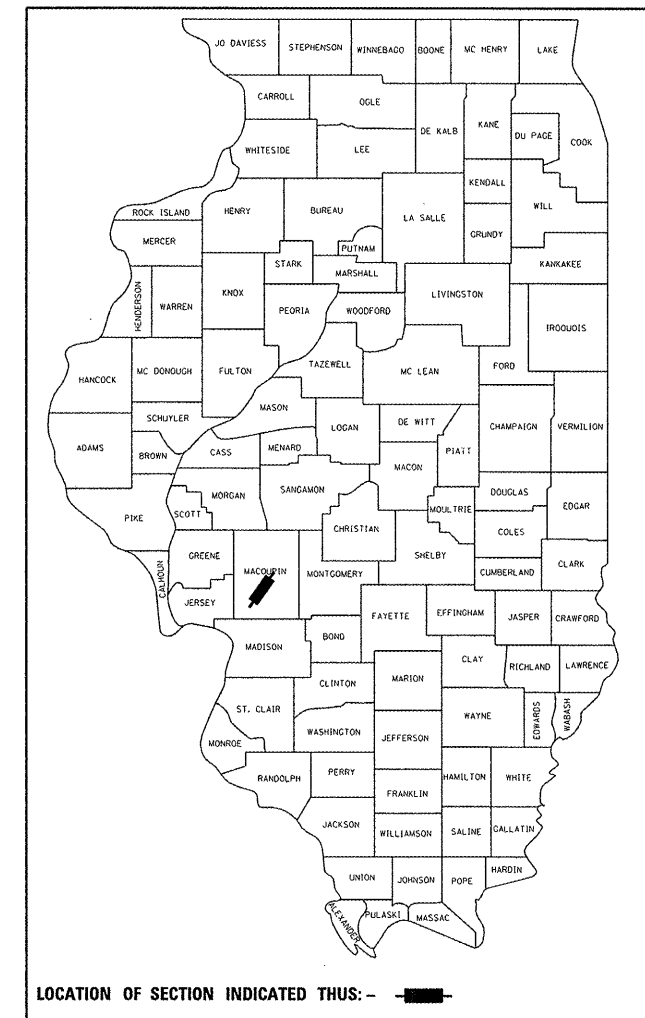 JO DAVIESS STEPHENSON WINNEBAGO BOONE MC HENRY LAKE
CARROLL OGLE DE KALB KANE DU PAGE COOK
WHITESIDE LEE KENDALL WILL
ROCK ISLAND HENRY BUREAU LA SALLE GRUNDY
MERCER PUTNAM KANKAKEE
STARK MARSHALL
HENDERSON WARREN KNOX PEORIA WOODFORD LIVINGSTON IROQUOIS
HANCOCK MC DONOUGH FULTON TAZEWELL MC LEAN FORD
SCHUYLER MASON LOGAN DE WITT CHAMPAIGN VERMILION
ADAMS BROWN CASS MENARD MACON PIATT
PIKE SCOTT MORGAN SANGAMON CHRISTIAN MOULTRIE DOUGLAS EDGAR
COLES
CALHOUN GREENE MACOUPIN MONTGOMERY SHELBY CUMBERLAND CLARK
JERSEY FAYETTE EFFINGHAM JASPER CRAWFORD
MADISON BOND
CLINTON MARION CLAY RICHLAND LAWRENCE
ST. CLAIR WAYNE EDWARDS WABASH
MONROE WASHINGTON JEFFERSON
RANDOLPH PERRY HAMILTON WHITE
FRANKLIN
JACKSON WILLIAMSON SALINE GALLATIN
UNION JOHNSON POPE HARDIN
ALEXANDER PULASKI MASSAC
LOCATION OF SECTION INDICATED THUS: –